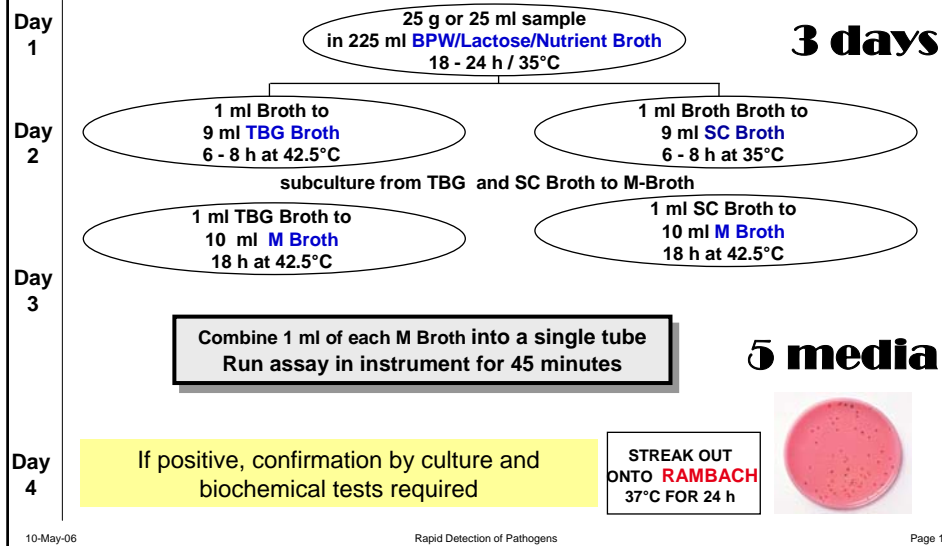 Day
1
25 g or 25 ml sample
in 225 ml BPW/Lactose/Nutrient Broth
18 - 24 h / 35°C
3 days
Day
2
1 ml Broth to
9 ml TBG Broth
6 - 8 h at 42.5°C
1 ml Broth Broth to
9 ml SC Broth
6 - 8 h at 35°C
subculture from TBG and SC Broth to M-Broth
1 ml TBG Broth to
10 ml M Broth
18 h at 42.5°C
1 ml SC Broth to
10 ml M Broth
18 h at 42.5°C
Day
3
Combine 1 ml of each M Broth into a single tube
Run assay in instrument for 45 minutes
5 media
Day
4
If positive, confirmation by culture and
biochemical tests required
STREAK OUT
ONTO RAMBACH
37°C FOR 24 h
10-May-06
Rapid Detection of Pathogens
Page 1